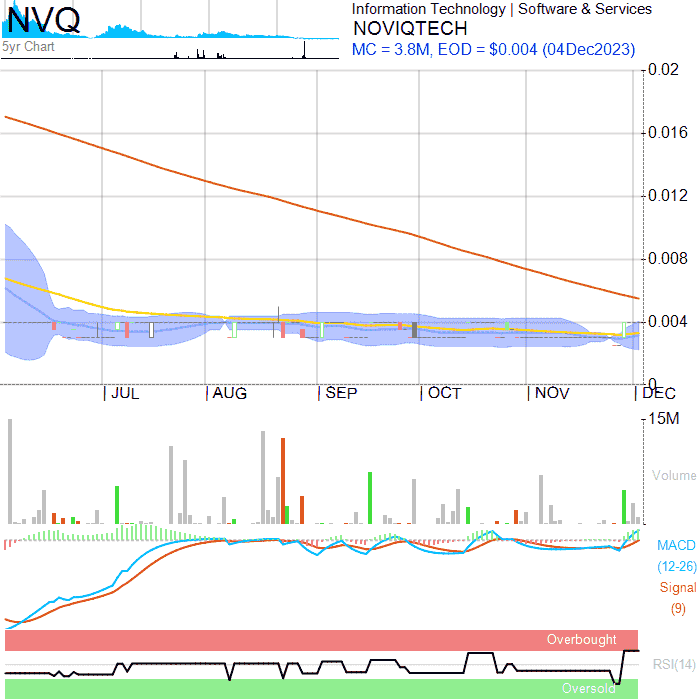 NVQ
5yr Chart
Information Technology | Software & Services
NOVIQTECH
MC = 3.8M, EOD = $0.004 (04Dec2023)
0.02
0.016
0.012
0.008
0.004
0
JUL
AUG
SEP
OCT
NOV
DEC
15M
Volume
MACD
(12-26)
Signal
(9)
Overbought
RSI(14)
Oversold